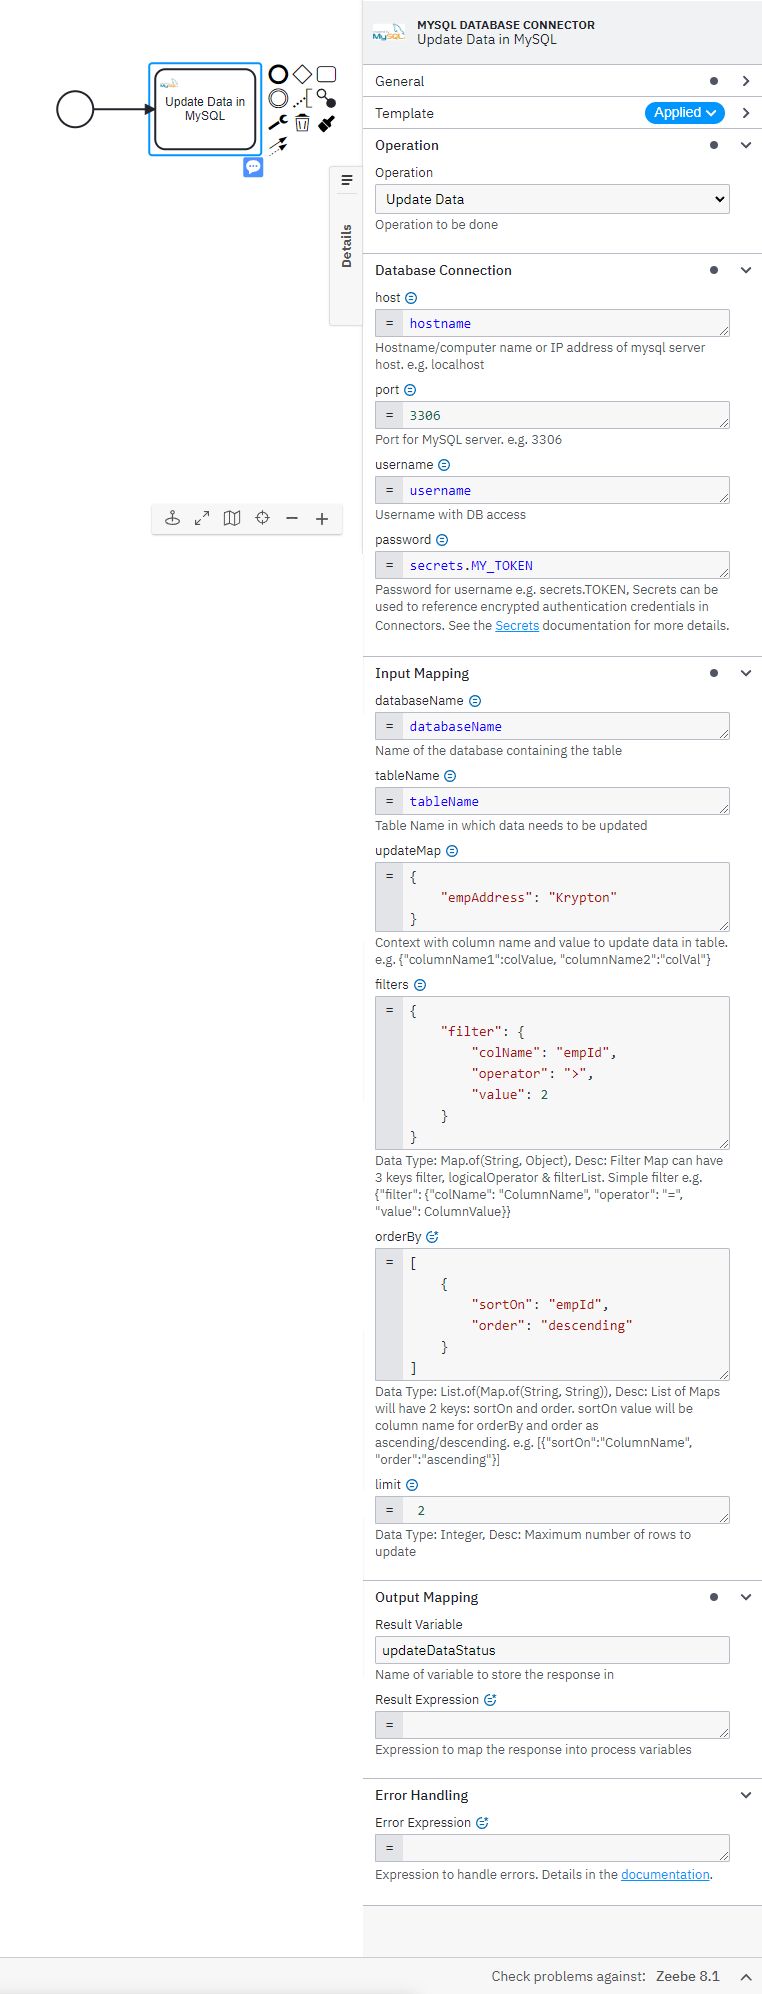 MySQL
MYSQL DATABASE CONNECTOR
Update Data in MySQL
General
Template
Applied
MySQL
Update Data in
MySQL
Details
Operation
Operation
Update Data
Operation to be done
Database Connection
host
= hostname
Hostname/computer name or IP address of mysql server
host. e.g. localhost
port
= 3306
Port for MySQL server. e.g. 3306
username
= username
Username with DB access
password
= secrets.MY_TOKEN
Password for username e.g. secrets.TOKEN, Secrets can be
used to reference encrypted authentication credentials in
Connectors. See the Secrets documentation for more details.
Input Mapping
databaseName
= databaseName
Name of the database containing the table
tableName
= tableName
Table Name in which data needs to be updated
updateMap
= {
"empAddress": "Krypton"
}
Context with column name and value to update data in table.
e.g. {"columnName1":colValue, "columnName2":"colVal"}
filters
= {
"filter": {
"colName": "empId",
"operator": ">",
"value": 2
}
}
Data Type: Map.of(String, Object), Desc: Filter Map can have
3 keys filter, logicalOperator & filterList. Simple filter e.g.
{"filter": {"colName": "ColumnName", "operator": "=",
"value": ColumnValue}}
orderBy
= [
{
"sortOn": "empId",
"order": "descending"
}
]
Data Type: List.of(Map.of(String, String)), Desc: List of Maps
will have 2 keys: sortOn and order. sortOn value will be
column name for orderBy and order as
ascending/descending. e.g. [{"sortOn":"ColumnName",
"order":"ascending"}]
limit
= 2
Data Type: Integer, Desc: Maximum number of rows to
update
Output Mapping
Result Variable
updateDataStatus
Name of variable to store the response in
Result Expression
=
Expression to map the response into process variables
Error Handling
Error Expression
=
Expression to handle errors. Details in the documentation.
Check problems against: Zeebe 8.1